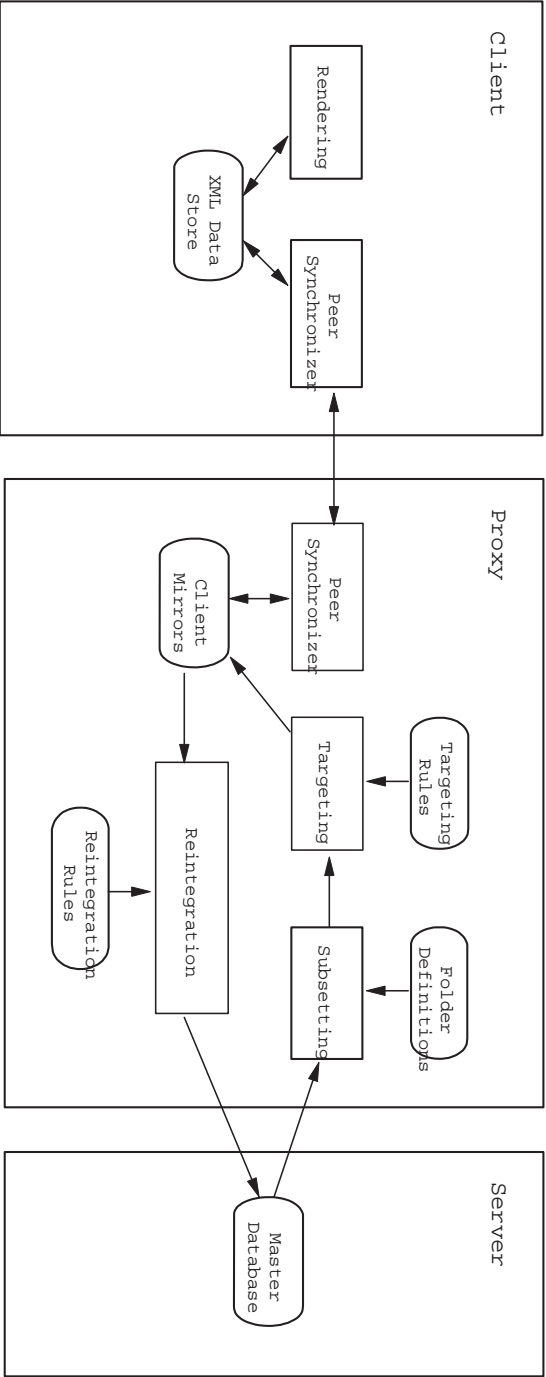 Client
Rendering
XML Data
Store
Peer
Synchronizer
Proxy
Peer
Synchronizer
Client
Mirrors
Targeting
Rules
Targeting
Folder
Definitions
Subsetting
Reintegration
Reintegration
Rules
Server
Master
Database